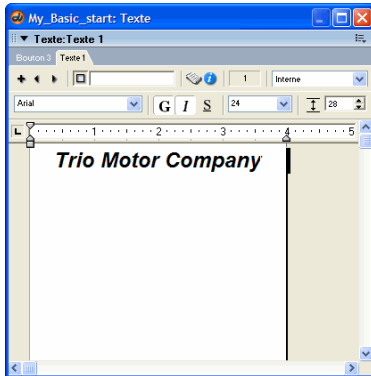 My_Basic_start: Texte
Texte:Texte 1
Bouton 3 Texte 1
1 Interne
Arial G I S 24 28
L 1 2 3 4 5
Trio Motor Company